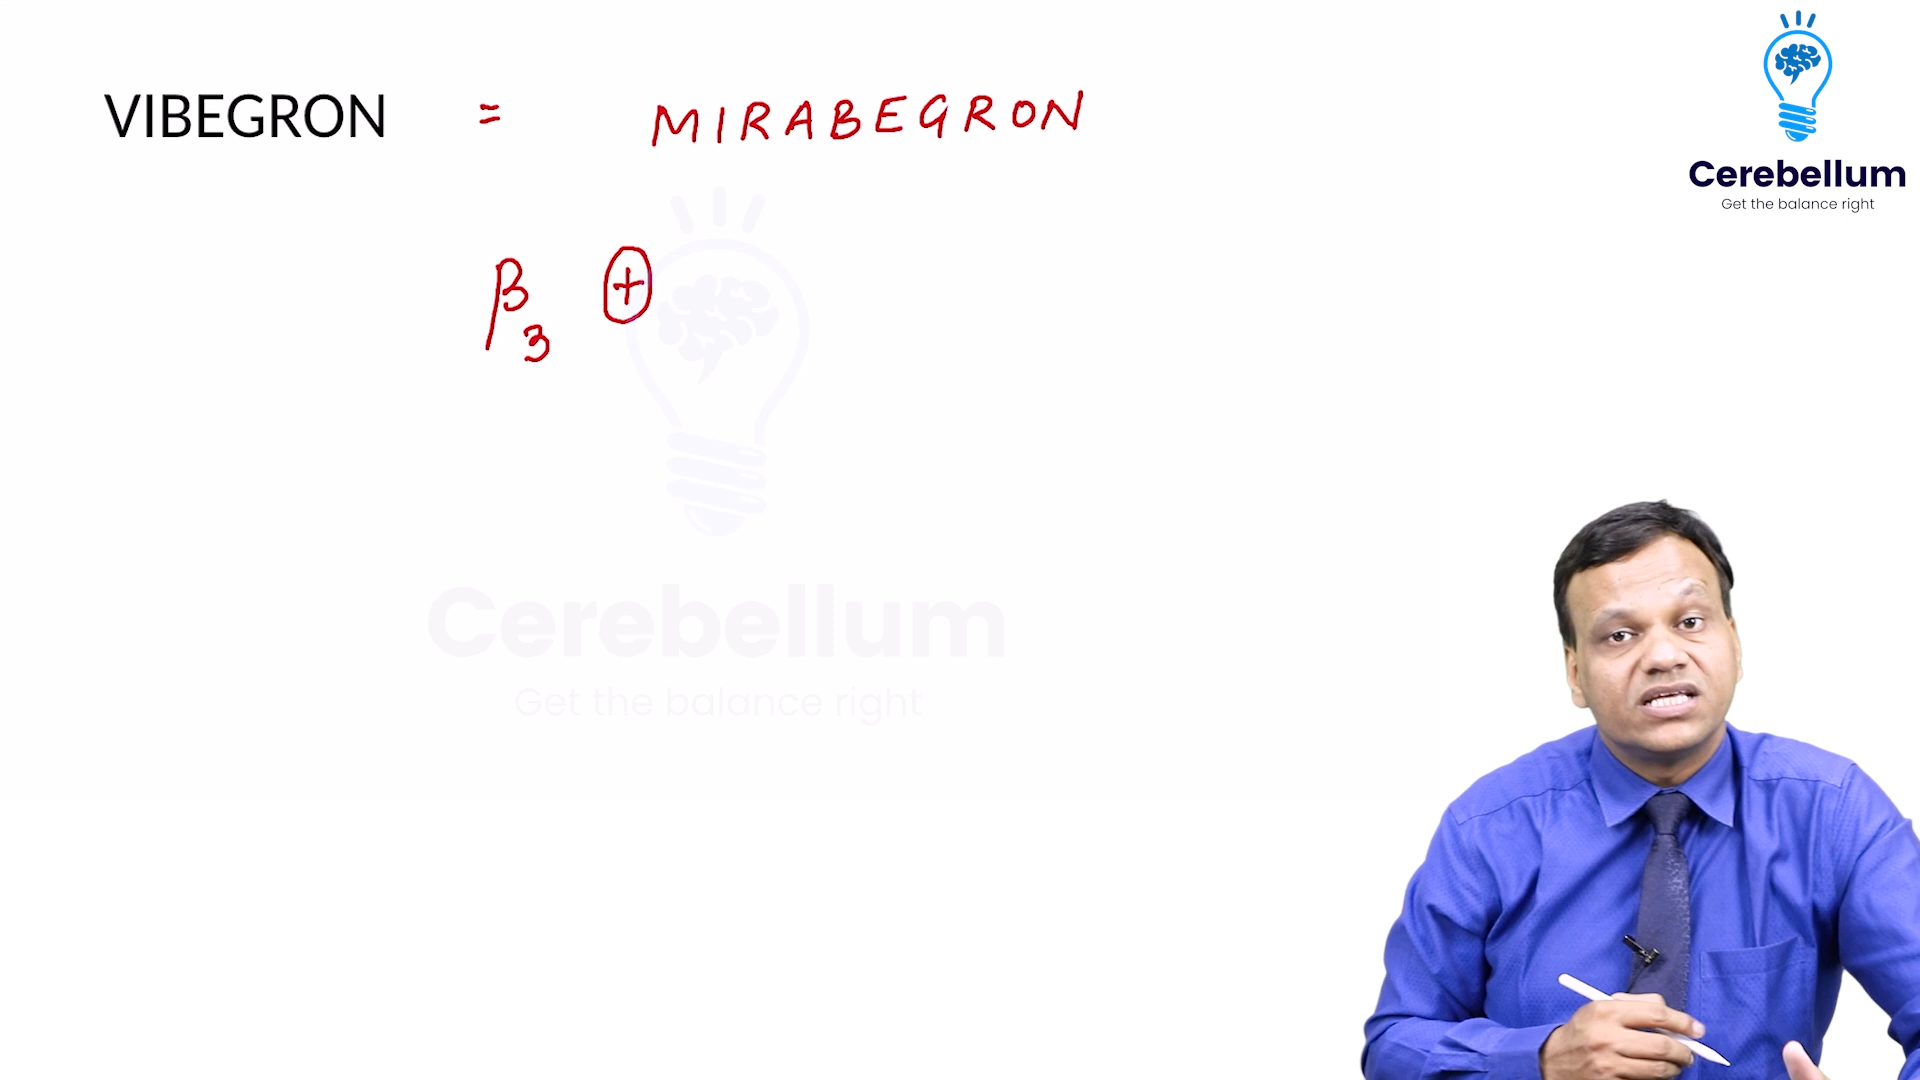 VIBEGRON = MIRABEGRON
β3 +
Cerebellum
Get the balance right
Cerebellum
Get the balance right